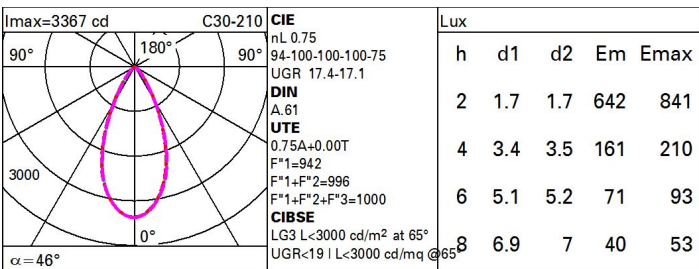 Imax=3367 cd C30-210
90° 180° 90°
3000
0°
α=46°
CIE
nL 0.75
94-100-100-100-75
UGR 17.4-17.1
DIN
A.61
UTE
0.75A+0.00T
F"1=942
F"1+F"2=996
F"1+F"2+F"3=1000
CIBSE
LG3 L<3000 cd/m² at 65°
UGR<19 | L<3000 cd/mq @65°
Lux
h d1 d2 Em Emax
2 1.7 1.7 642 841
4 3.4 3.5 161 210
6 5.1 5.2 71 93
8 6.9 7 40 53